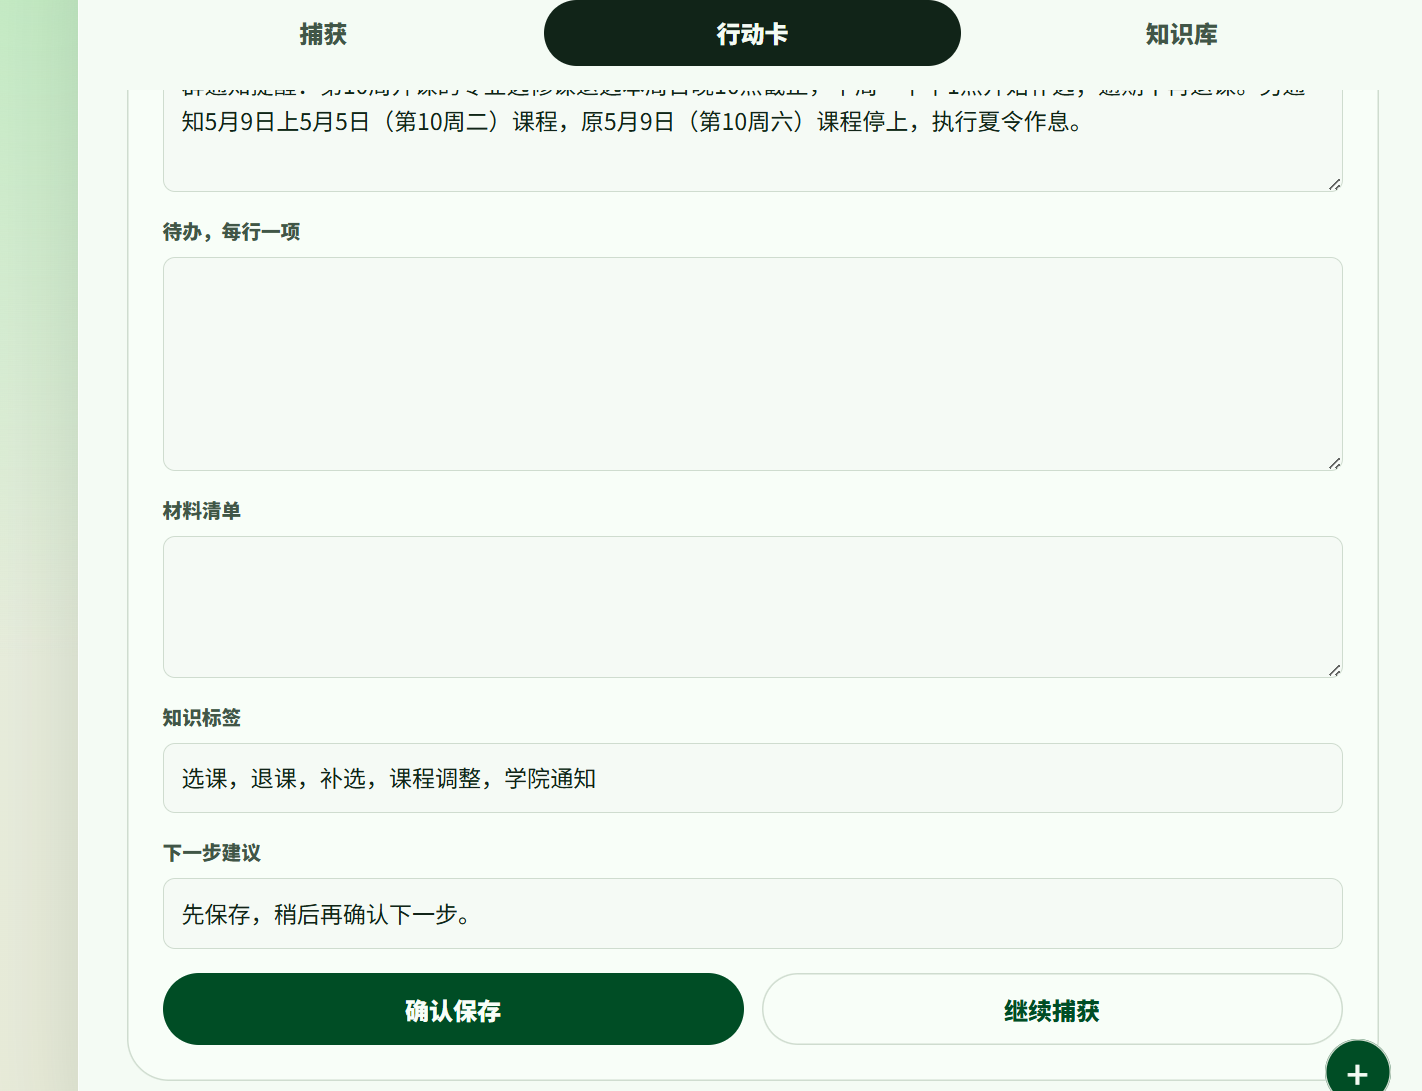 捕获
行动卡
知识库
知5月9日上5月5日（第10周二）课程，原5月9日（第10周六）课程停上，执行夏令作息。
待办，每行一项
材料清单
知识标签
选课，退课，补选，课程调整，学院通知
下一步建议
先保存，稍后再确认下一步。
确认保存
继续捕获
+